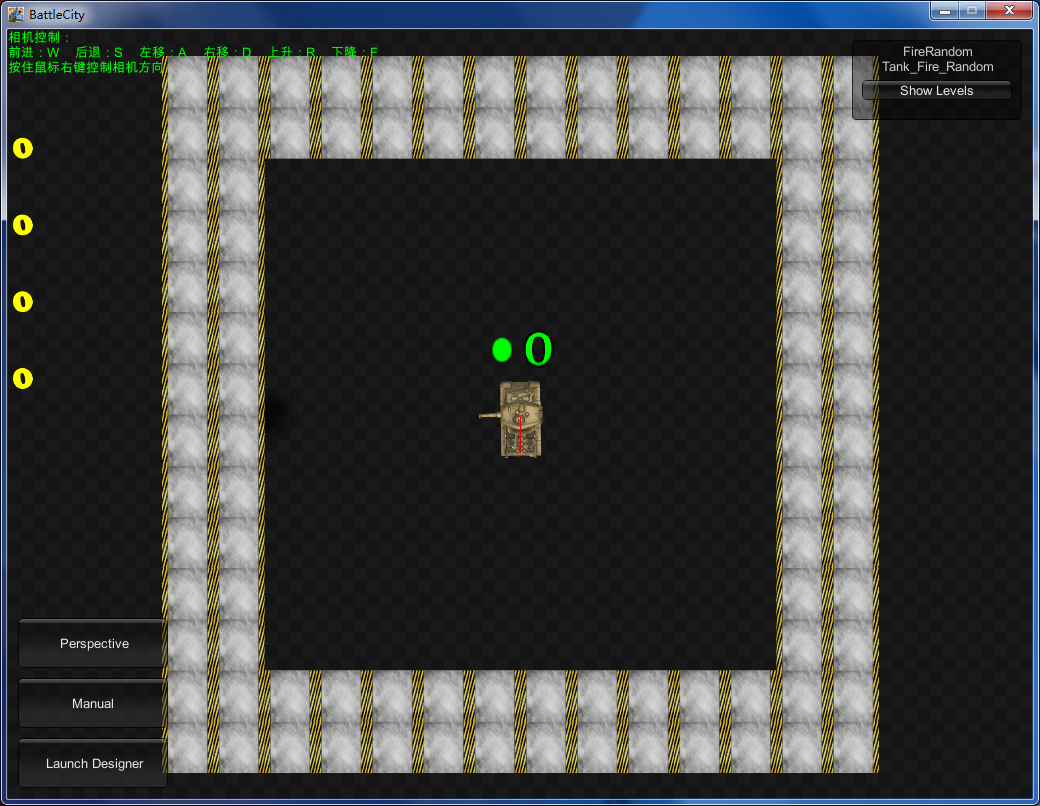 BattleCity
相机控制：
前进：W 后退：S 左移：A 右移：D 上升：R 下隆：F
按住鼠标右键控制相机方向
FireRandom
Tank_Fire_Random
Show Levels
0
0
0
0
0
Perspective
Manual
Launch Designer